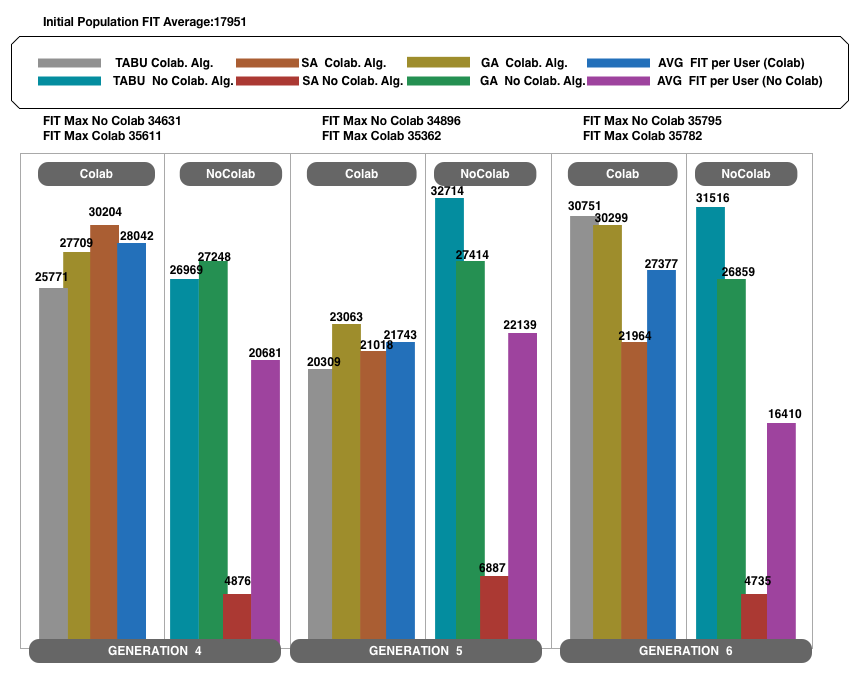 Initial Population FIT Average:17951
TABU Colab. Alg. SA Colab. Alg. GA Colab. Alg. AVG FIT per User (Colab)
TABU No Colab. Alg. SA No Colab. Alg. GA No Colab. Alg. AVG FIT per User (No Colab)
FIT Max No Colab 34631
FIT Max Colab 35611
FIT Max No Colab 34896
FIT Max Colab 35362
FIT Max No Colab 35795
FIT Max Colab 35782
Colab
NoColab
Colab
NoColab
Colab
NoColab
25771
27709
30204
28042
26969
27248
4876
20681
20309
23063
21018
21743
32714
27414
6887
22139
30751
30299
21964
27377
31516
26859
4735
16410
GENERATION 4
GENERATION 5
GENERATION 6